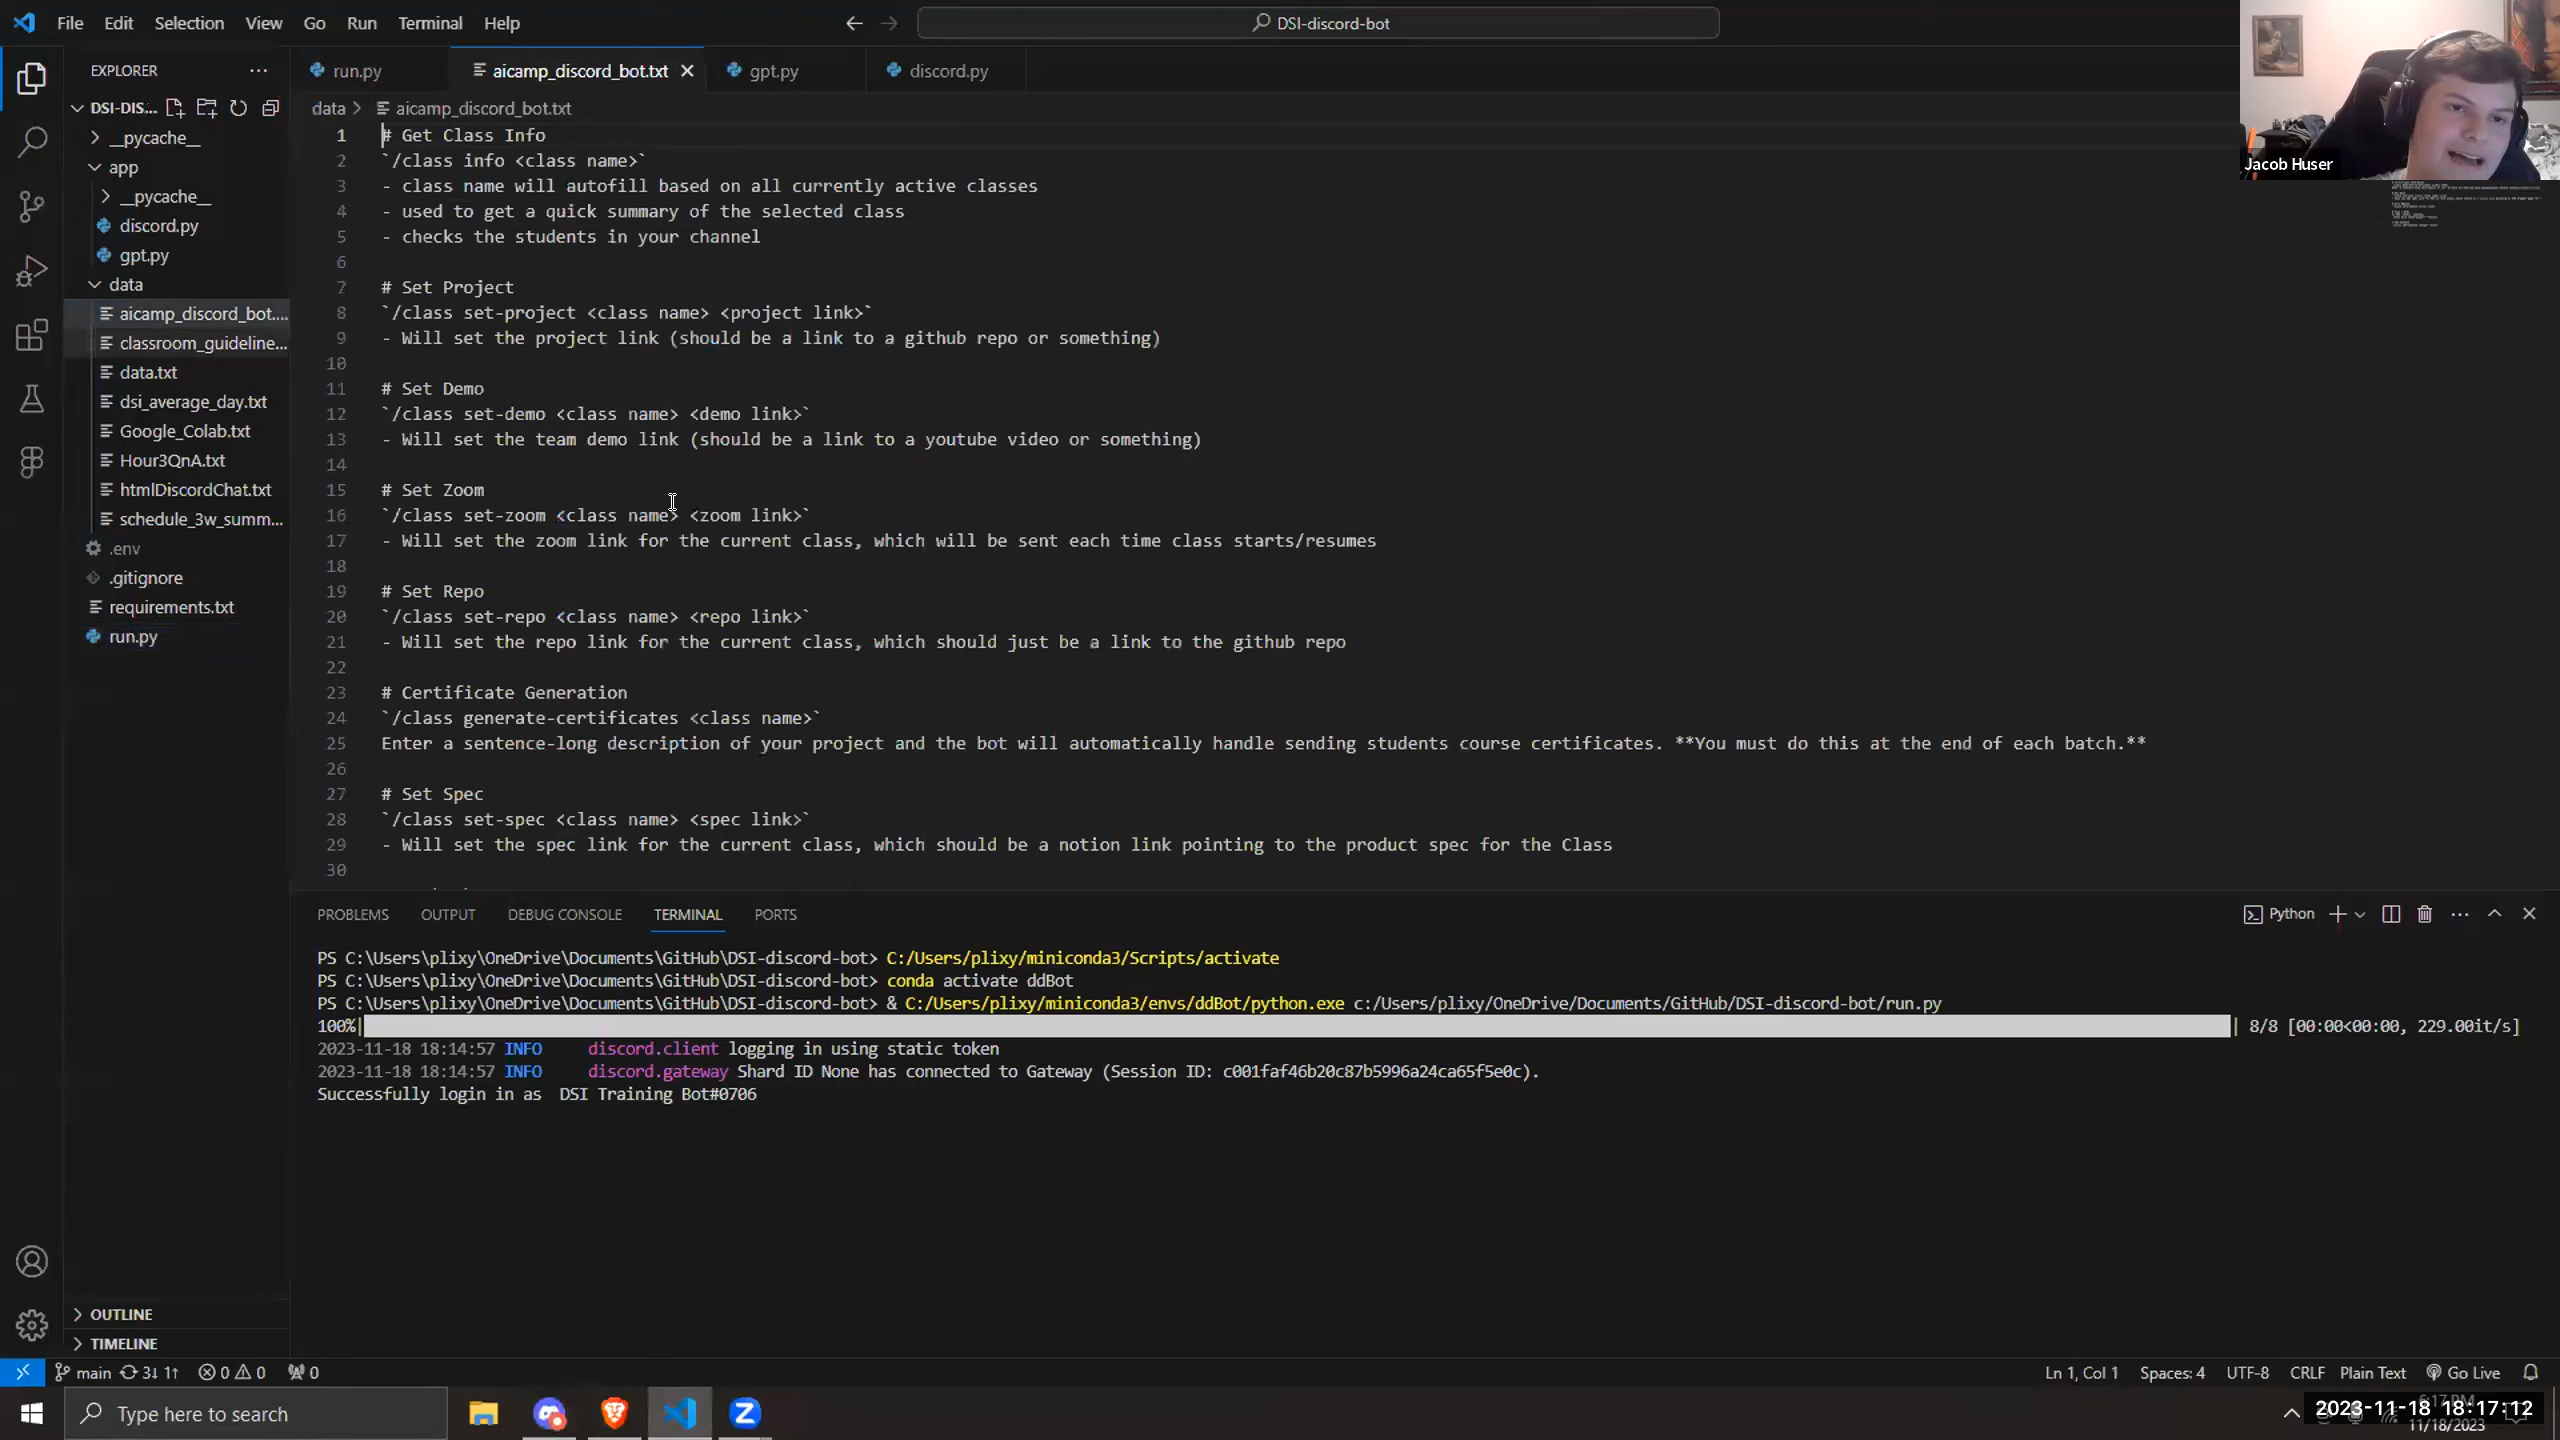 File Edit Selection View Go Run Terminal Help
DSI-discord-bot
EXPLORER
run.py
aicamp_discord_bot.txt
gpt.py
discord.py
DSI-DIS...
data > aicamp_discord_bot.txt
__pycache__
app
__pycache__
discord.py
gpt.py
data
aicamp_discord_bot....
classroom_guideline...
data.txt
dsi_average_day.txt
Google_Colab.txt
Hour3QnA.txt
htmlDiscordChat.txt
schedule_3w_summ...
.env
.gitignore
requirements.txt
run.py
OUTLINE
TIMELINE
1 # Get Class Info
2 `/class info <class name>`
3 - class name will autofill based on all currently active classes
4 - used to get a quick summary of the selected class
5 - checks the students in your channel
6
7 # Set Project
8 `/class set-project <class name> <project link>`
9 - Will set the project link (should be a link to a github repo or something)
10
11 # Set Demo
12 `/class set-demo <class name> <demo link>`
13 - Will set the team demo link (should be a link to a youtube video or something)
14
15 # Set Zoom
16 `/class set-zoom <class name> <zoom link>`
17 - Will set the zoom link for the current class, which will be sent each time class starts/resumes
18
19 # Set Repo
20 `/class set-repo <class name> <repo link>`
21 - Will set the repo link for the current class, which should just be a link to the github repo
22
23 # Certificate Generation
24 `/class generate-certificates <class name>`
25 Enter a sentence-long description of your project and the bot will automatically handle sending students course certificates. **You must do this at the end of each batch.**
26
27 # Set Spec
28 `/class set-spec <class name> <spec link>`
29 - Will set the spec link for the current class, which should be a notion link pointing to the product spec for the Class
30
Jacob Huser
PROBLEMS OUTPUT DEBUG CONSOLE TERMINAL PORTS
Python
PS C:\Users\plixy\OneDrive\Documents\GitHub\DSI-discord-bot> C:/Users/plixy/miniconda3/Scripts/activate
PS C:\Users\plixy\OneDrive\Documents\GitHub\DSI-discord-bot> conda activate ddBot
PS C:\Users\plixy\OneDrive\Documents\GitHub\DSI-discord-bot> & C:/Users/plixy/miniconda3/envs/ddBot/python.exe c:/Users/plixy/OneDrive/Documents/GitHub/DSI-discord-bot/run.py
100%| | 8/8 [00:00<00:00, 229.00it/s]
2023-11-18 18:14:57 INFO discord.client logging in using static token
2023-11-18 18:14:57 INFO discord.gateway Shard ID None has connected to Gateway (Session ID: c001faf46b20c87b5996a24ca65f5e0c).
Successfully login in as DSI Training Bot#0706
main 3↓ 1↑ 0 0 0
Ln 1, Col 1 Spaces: 4 UTF-8 CRLF Plain Text Go Live
Type here to search
2023-11-18 18:17:12
11/18/2023